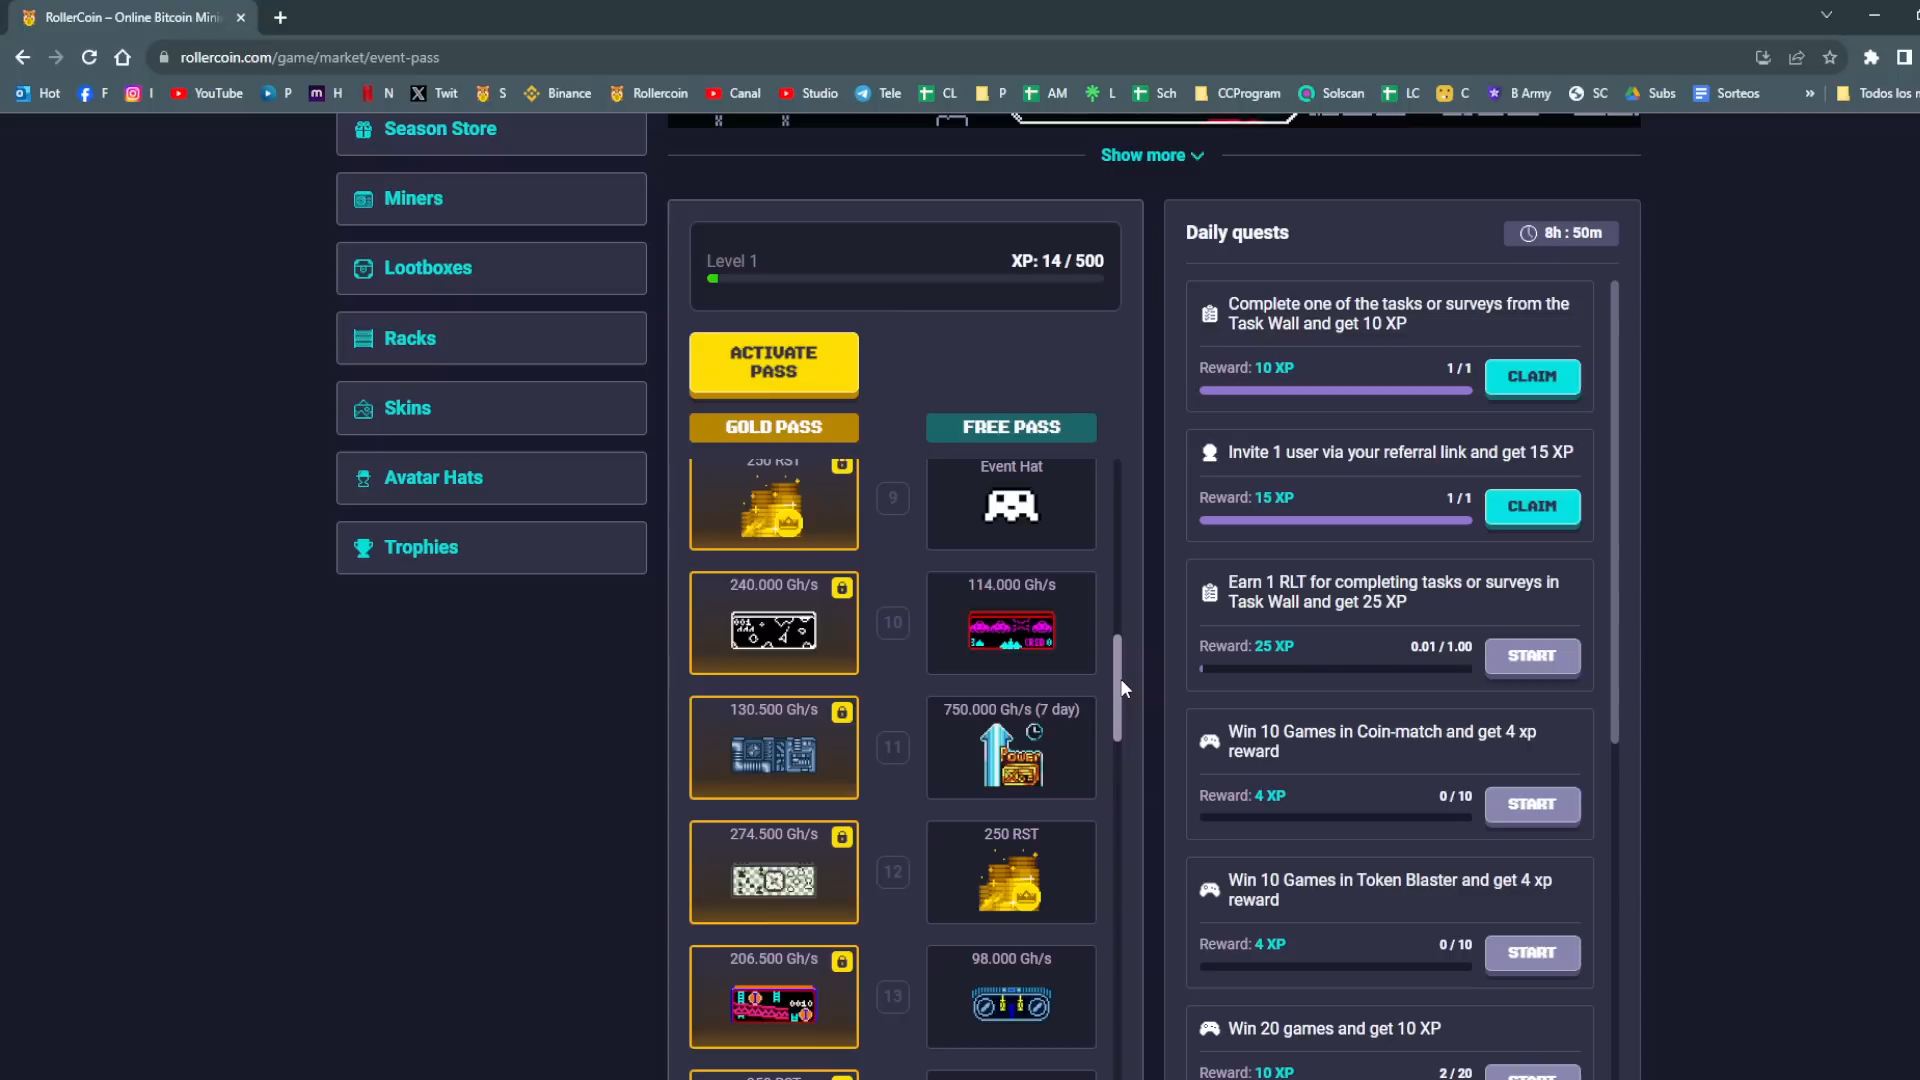 RollerCoin – Online Bitcoin Mini
rollercoin.com/game/market/event-pass
Hot
F
I
YouTube
P
H
N
Twit
S
Binance
Rollercoin
Canal
Studio
Tele
CL
P
AM
L
Sch
CCProgram
Solscan
LC
C
B Army
SC
Subs
Sorteos
»
Todos los m
Season Store
Miners
Lootboxes
Racks
Skins
Avatar Hats
Trophies
Show more
Level 1
XP: 14 / 500
ACTIVATE
PASS
GOLD PASS
FREE PASS
250 RST
9
Event Hat
240.000 Gh/s
10
114.000 Gh/s
130.500 Gh/s
11
750.000 Gh/s (7 day)
POWER
274.500 Gh/s
12
250 RST
206.500 Gh/s
13
98.000 Gh/s
Daily quests
8h : 50m
Complete one of the tasks or surveys from the
Task Wall and get 10 XP
Reward: 10 XP
1 / 1
CLAIM
Invite 1 user via your referral link and get 15 XP
Reward: 15 XP
1 / 1
CLAIM
Earn 1 RLT for completing tasks or surveys in
Task Wall and get 25 XP
Reward: 25 XP
0.01 / 1.00
START
Win 10 Games in Coin-match and get 4 xp
reward
Reward: 4 XP
0 / 10
START
Win 10 Games in Token Blaster and get 4 xp
reward
Reward: 4 XP
0 / 10
START
Win 20 games and get 10 XP
Reward: 10 XP
2 / 20
START